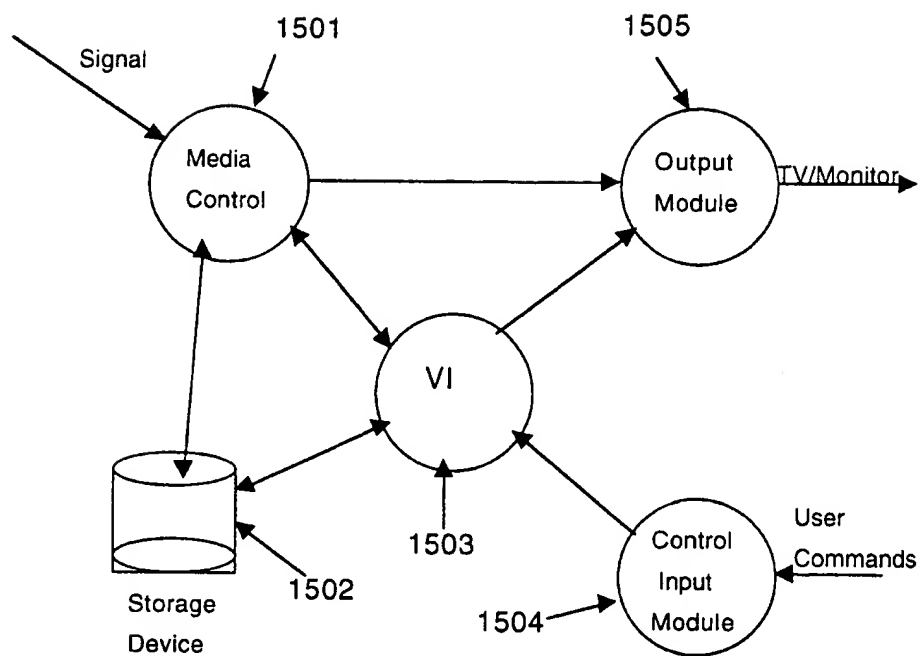 1501
1505
Signal
Media
Control
Output
Module
TV/Monitor
VI
1503
1502
Storage
Device
1504
Control
Input
Module
User
Commands